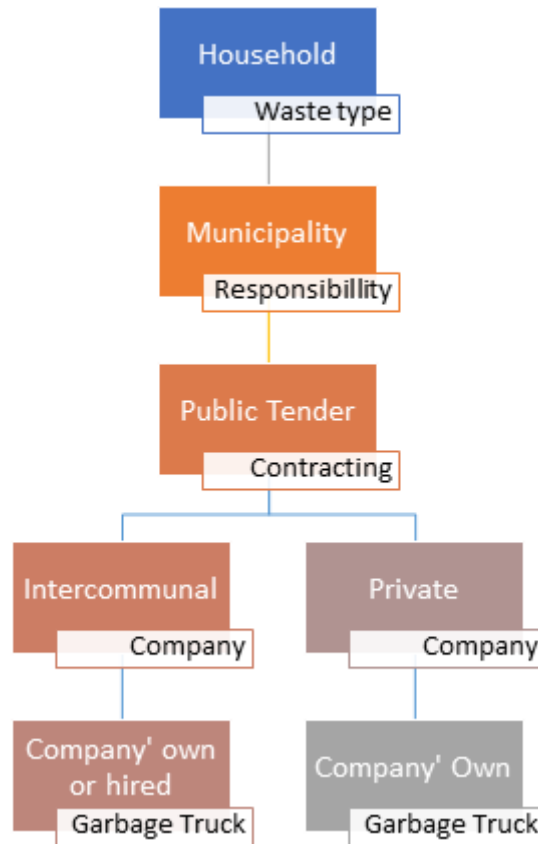 Household
Waste type
Municipality
Responsibillity
Public Tender
Contracting
Intercommunal
Company
Private
Company
Company' own
or hired
Garbage Truck
Company' Own
Garbage Truck